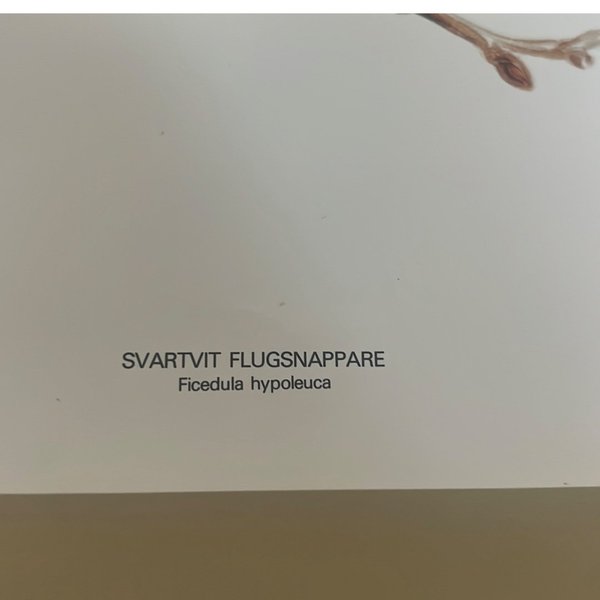 SVARTVIT FLUGSNAPPARE
Ficedula hypoleuca